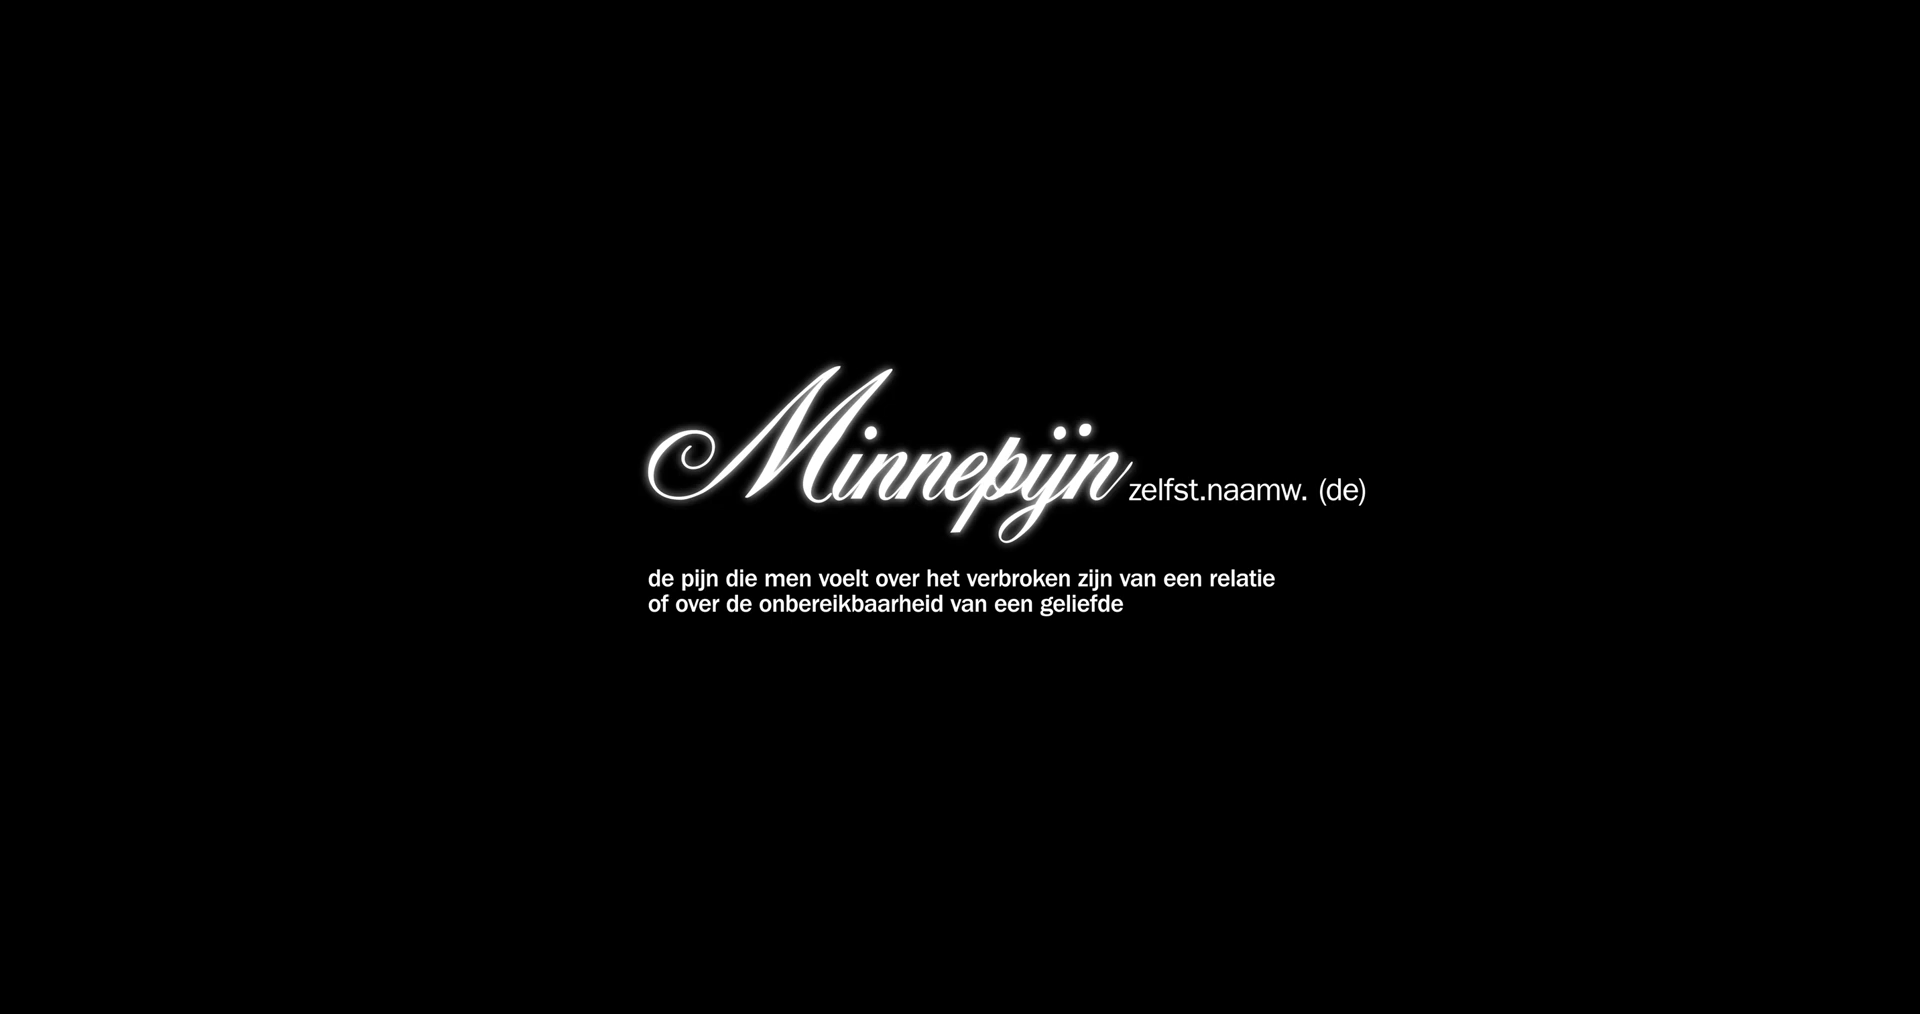 Minnepijn zelfst.naamw. (de)
de pijn die men voelt over het verbroken zijn van een relatie
of over de onbereikbaarheid van een geliefde